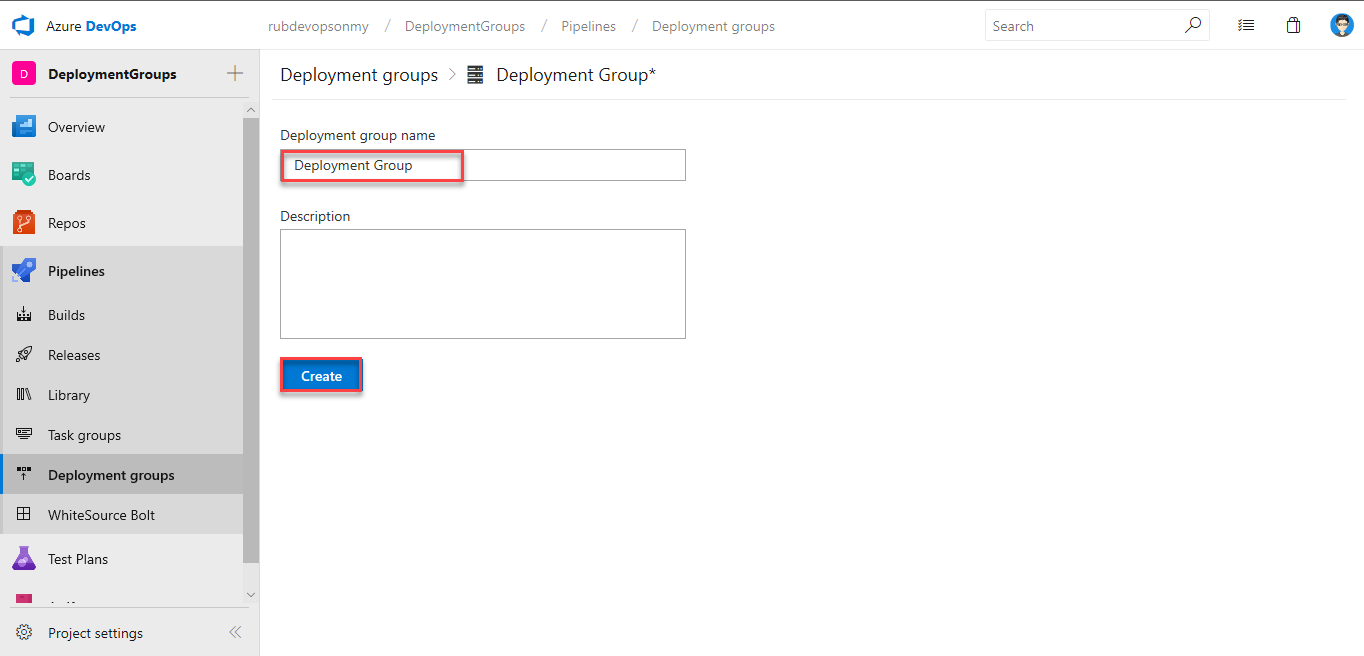 Azure DevOps
rubdevopsonmy / DeploymentGroups / Pipelines / Deployment groups
Search
D
DeploymentGroups
Deployment groups > Deployment Group*
Overview
Boards
Repos
Pipelines
Builds
Releases
Library
Task groups
Deployment groups
WhiteSource Bolt
Test Plans
Project settings
Deployment group name
Deployment Group
Description
Create